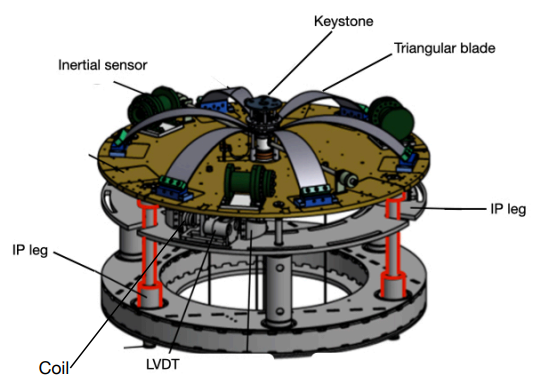 Keystone
Triangular blade
Inertial sensor
IP leg
IP leg
LVDT
Coil